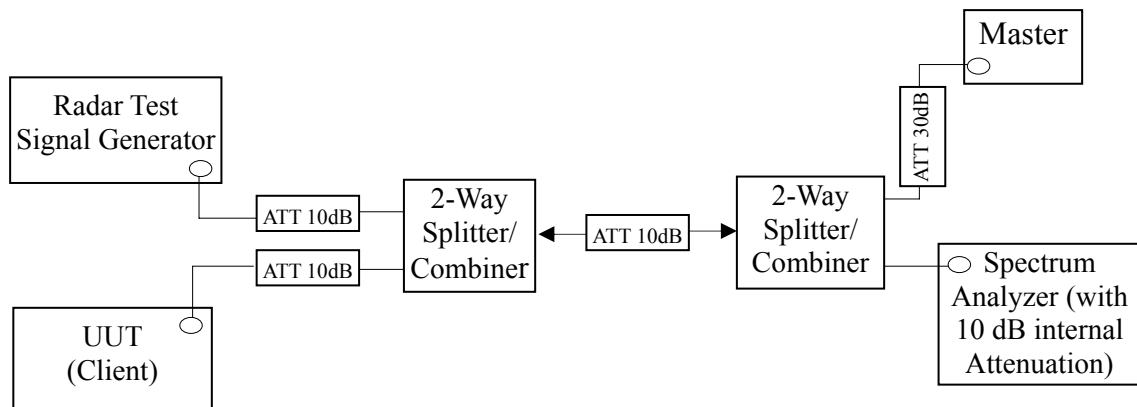 Master
ATT 30dB
Radar Test
Signal Generator
ATT 10dB
2-Way
Splitter/
Combiner
ATT 10dB
ATT 10dB
2-Way
Splitter/
Combiner
UUT
(Client)
Spectrum
Analyzer (with
10 dB internal
Attenuation)